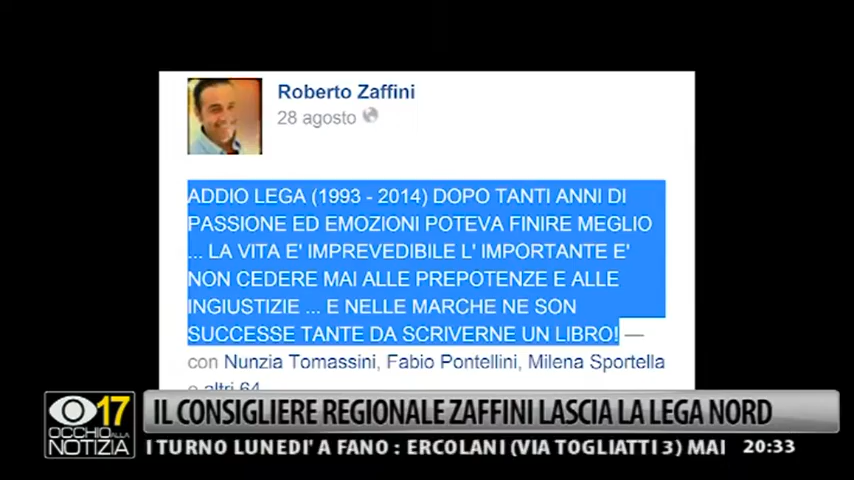 Roberto Zaffini
28 agosto
ADDIO LEGA (1993 - 2014) DOPO TANTI ANNI DI
PASSIONE ED EMOZIONI POTEVA FINIRE MEGLIO
... LA VITA E' IMPREVEDIBILE L' IMPORTANTE E'
NON CEDERE MAI ALLE PREPOTENZE E ALLE
INGIUSTIZIE ... E NELLE MARCHE NE SON
SUCCESSE TANTE DA SCRIVERNE UN LIBRO! —
con Nunzia Tomassini, Fabio Pontellini, Milena Sportella
e altri 64
17
OCCHIO ALLA
NOTIZIA
IL CONSIGLIERE REGIONALE ZAFFINI LASCIA LA LEGA NORD
I TURNO LUNEDI' A FANO : ERCOLANI (VIA TOGLIATTI 3) MAI
20:33